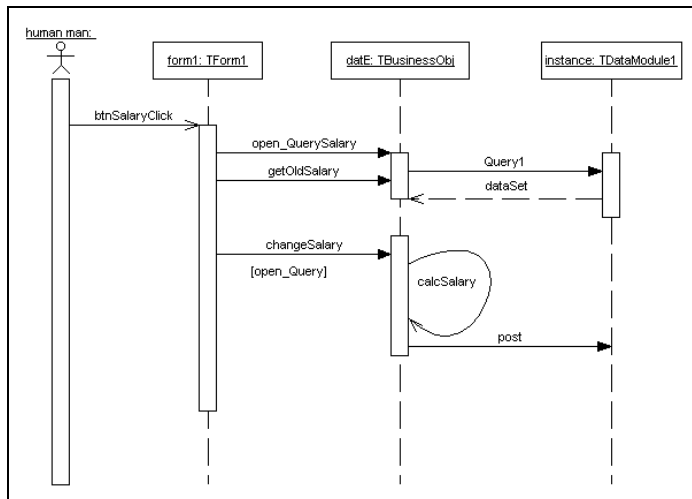 human man:
form1: TForm1
datE: TBusinessObj
instance: TDataModule1
btnSalaryClick
open_QuerySalary
Query1
getOldSalary
dataSet
changeSalary
[open_Query]
calcSalary
post